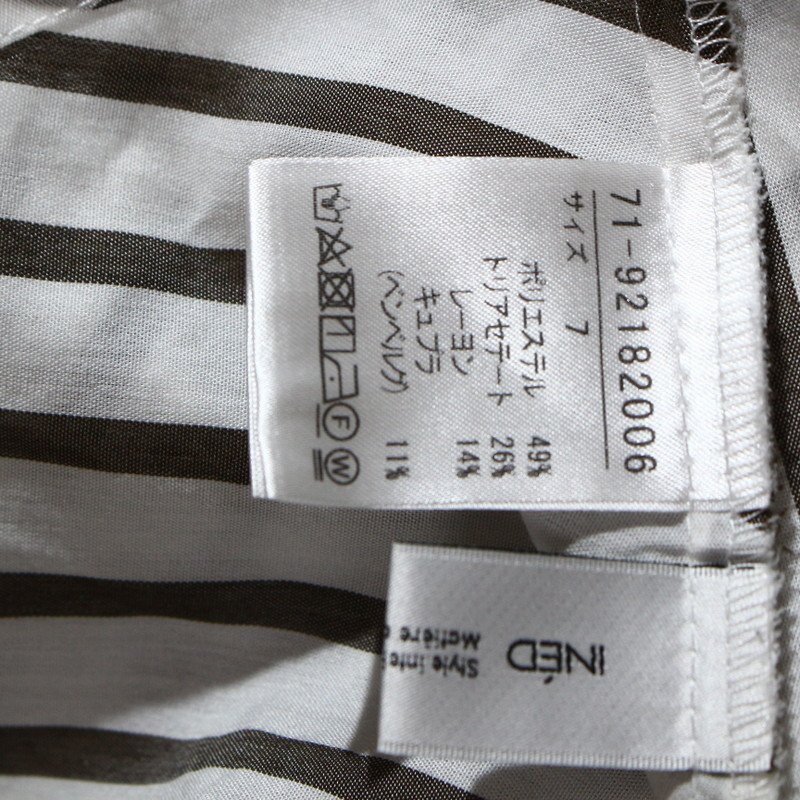 71-92182006
サイズ 7
ポリエステル 49%
トリアセテート 26%
レーヨン 14%
キュプラ
(ベンベルグ) 11%
F
W
INÉD
Style inte
Matière